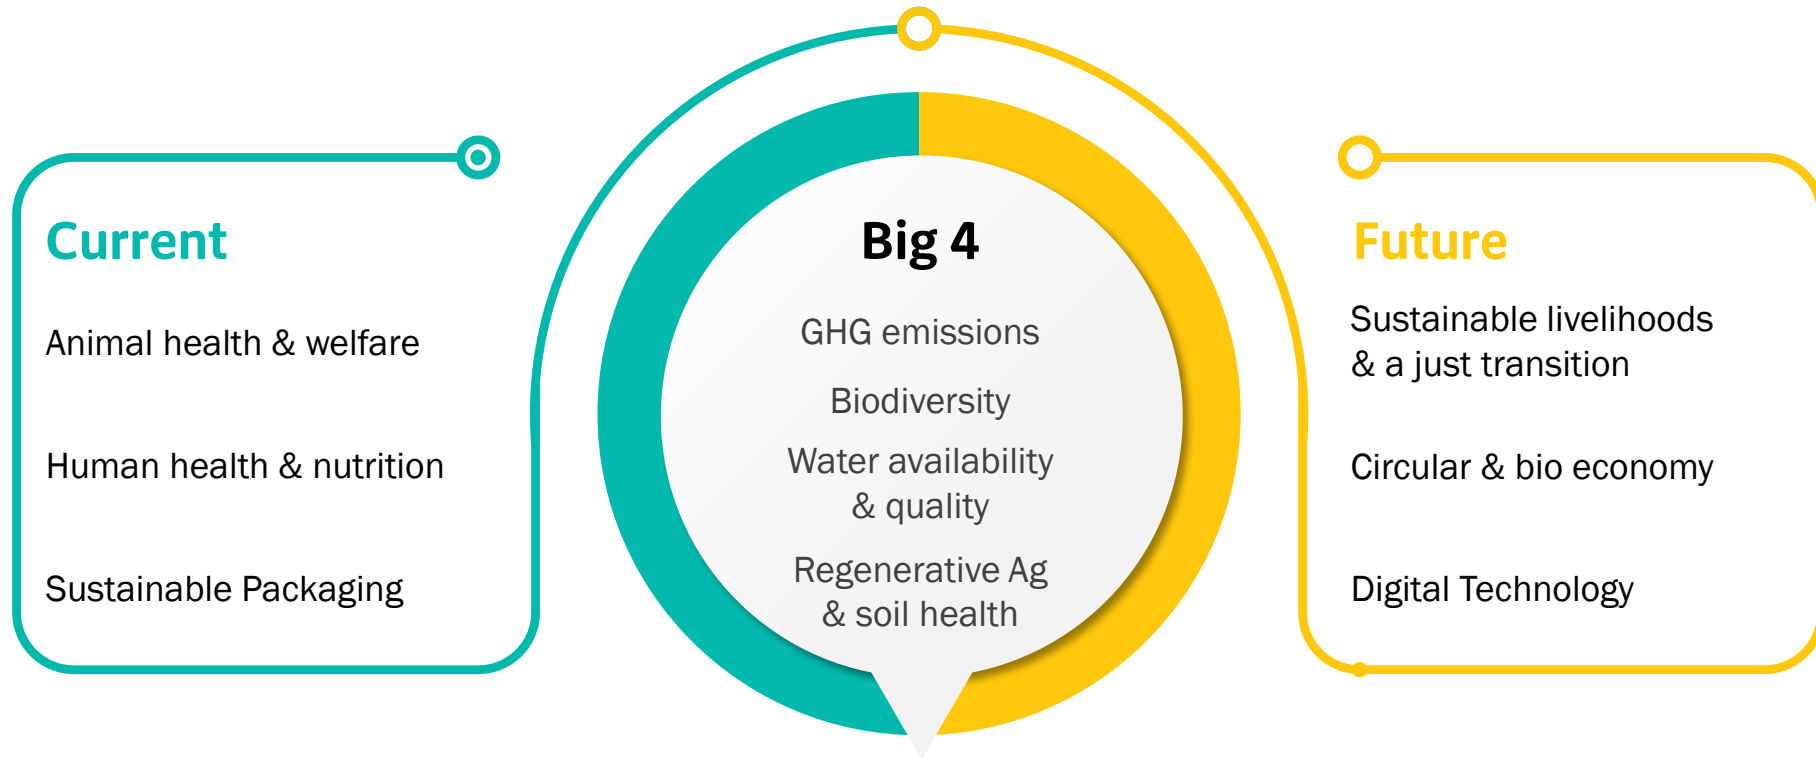 Current
Animal health & welfare
Human health & nutrition
Sustainable Packaging
Big 4
GHG emissions
Biodiversity
Water availability
& quality
Regenerative Ag
& soil health
Future
Sustainable livelihoods
& a just transition
Circular & bio economy
Digital Technology